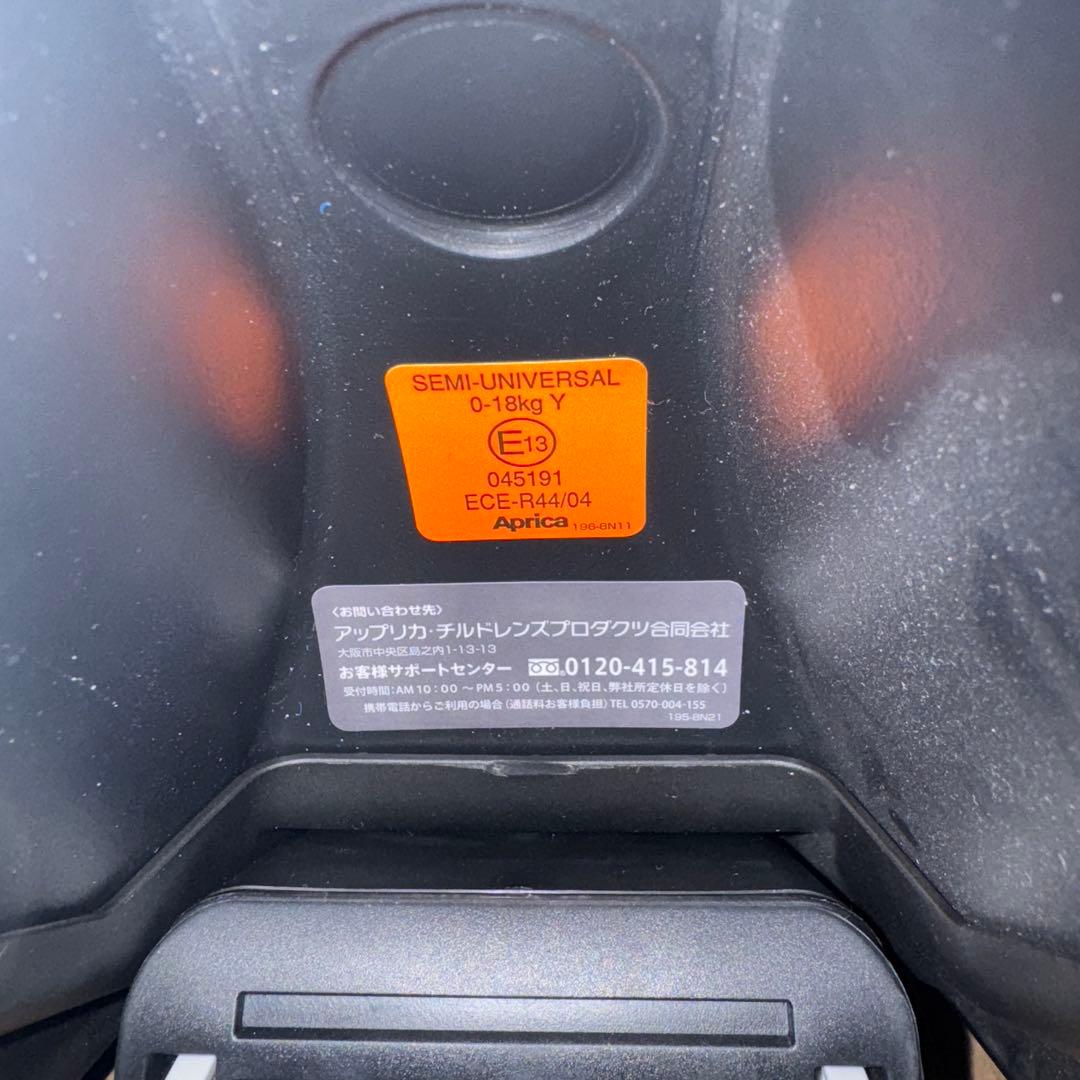 SEMI-UNIVERSAL
0-18kg Y
E13
045191
ECE-R44/04
Aprica 196-8N11
〈お問い合わせ先〉
アップリカ・チルドレンズプロダクツ合同会社
大阪市中央区島之内1-13-13
お客様サポートセンター 0120-415-814
受付時間:AM10:00〜PM5:00(土、日、祝日、弊社所定休日を除く)
携帯電話からご利用の場合(通話料お客様負担)TEL 0570-004-155
195-8N21